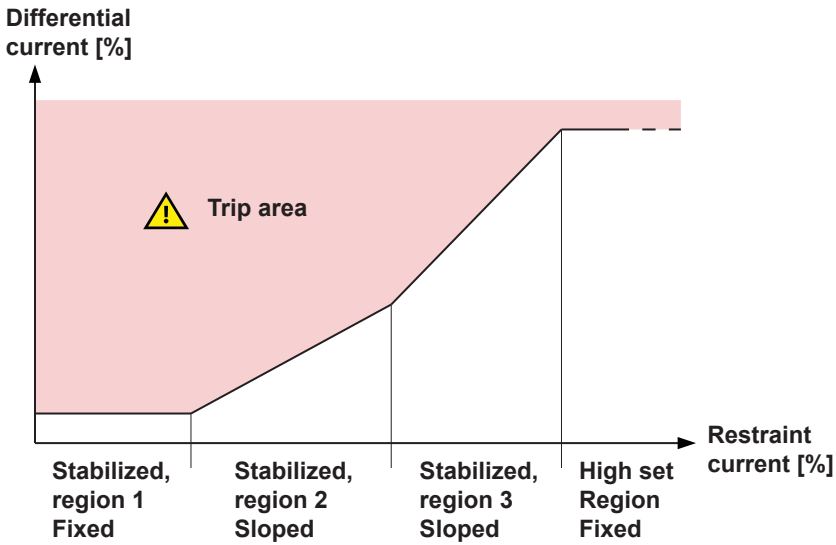 Differential
current [%]
!
Trip area
Restraint
current [%]
Stabilized,
region 1
Fixed
Stabilized,
region 2
Sloped
Stabilized,
region 3
Sloped
High set
Region
Fixed